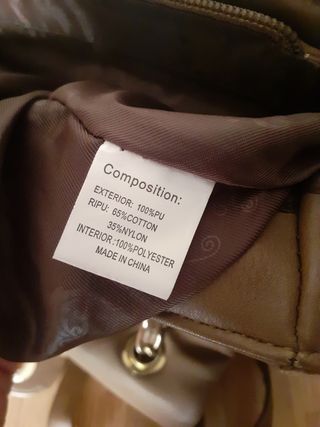 Composition:
EXTERIOR: 100%PU
RIPU: 65%COTTON
35%NYLON
INTERIOR:100%POLYESTER
MADE IN CHINA